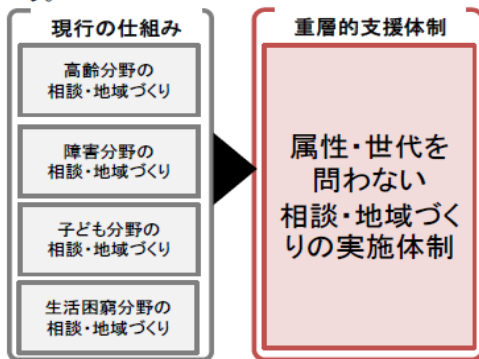 現行の仕組み
高齢分野の
相談・地域づくり
障害分野の
相談・地域づくり
子ども分野の
相談・地域づくり
生活困窮分野の
相談・地域づくり
重層的支援体制
属性・世代を
問わない
相談・地域づく
りの実施体制